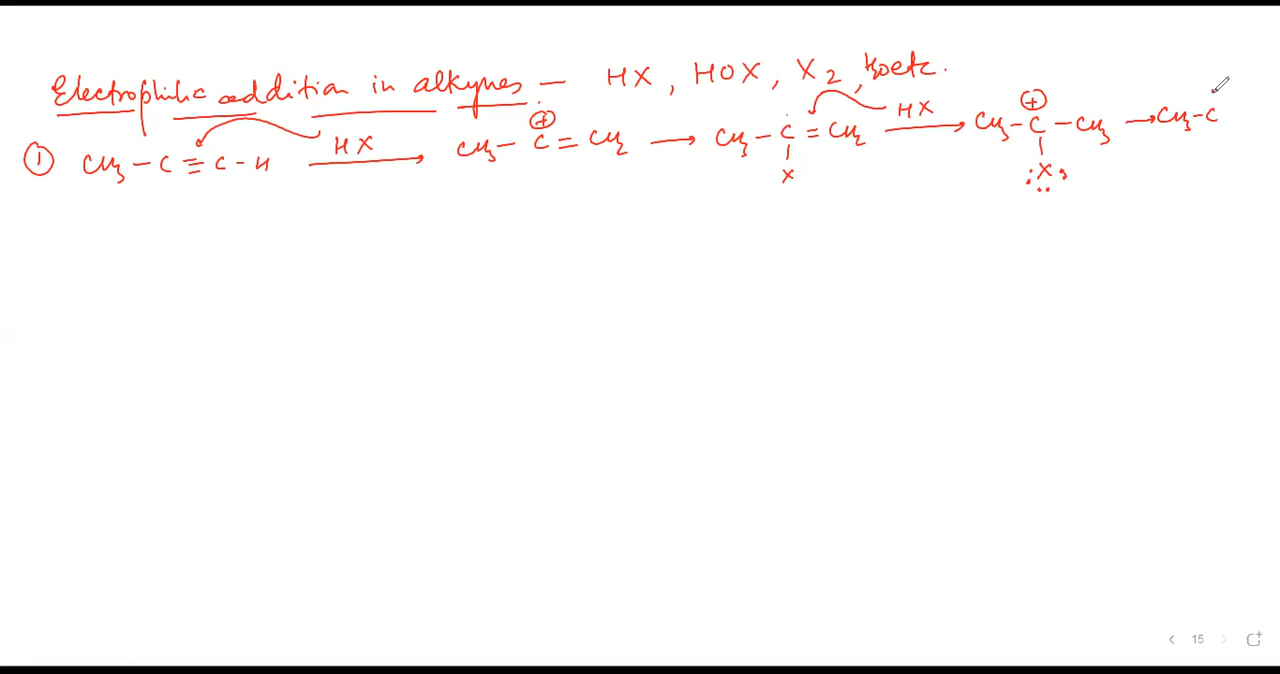 Electrophilic addition in alkynes — HX, HOX, X2, H2O etc.
① CH3 – C ≡ C – H —HX→ CH3 – C⊕ = CH2 → CH3 – C(X) = CH2 —HX→ CH3 – C⊕(X) – CH3 → CH3 – C
15